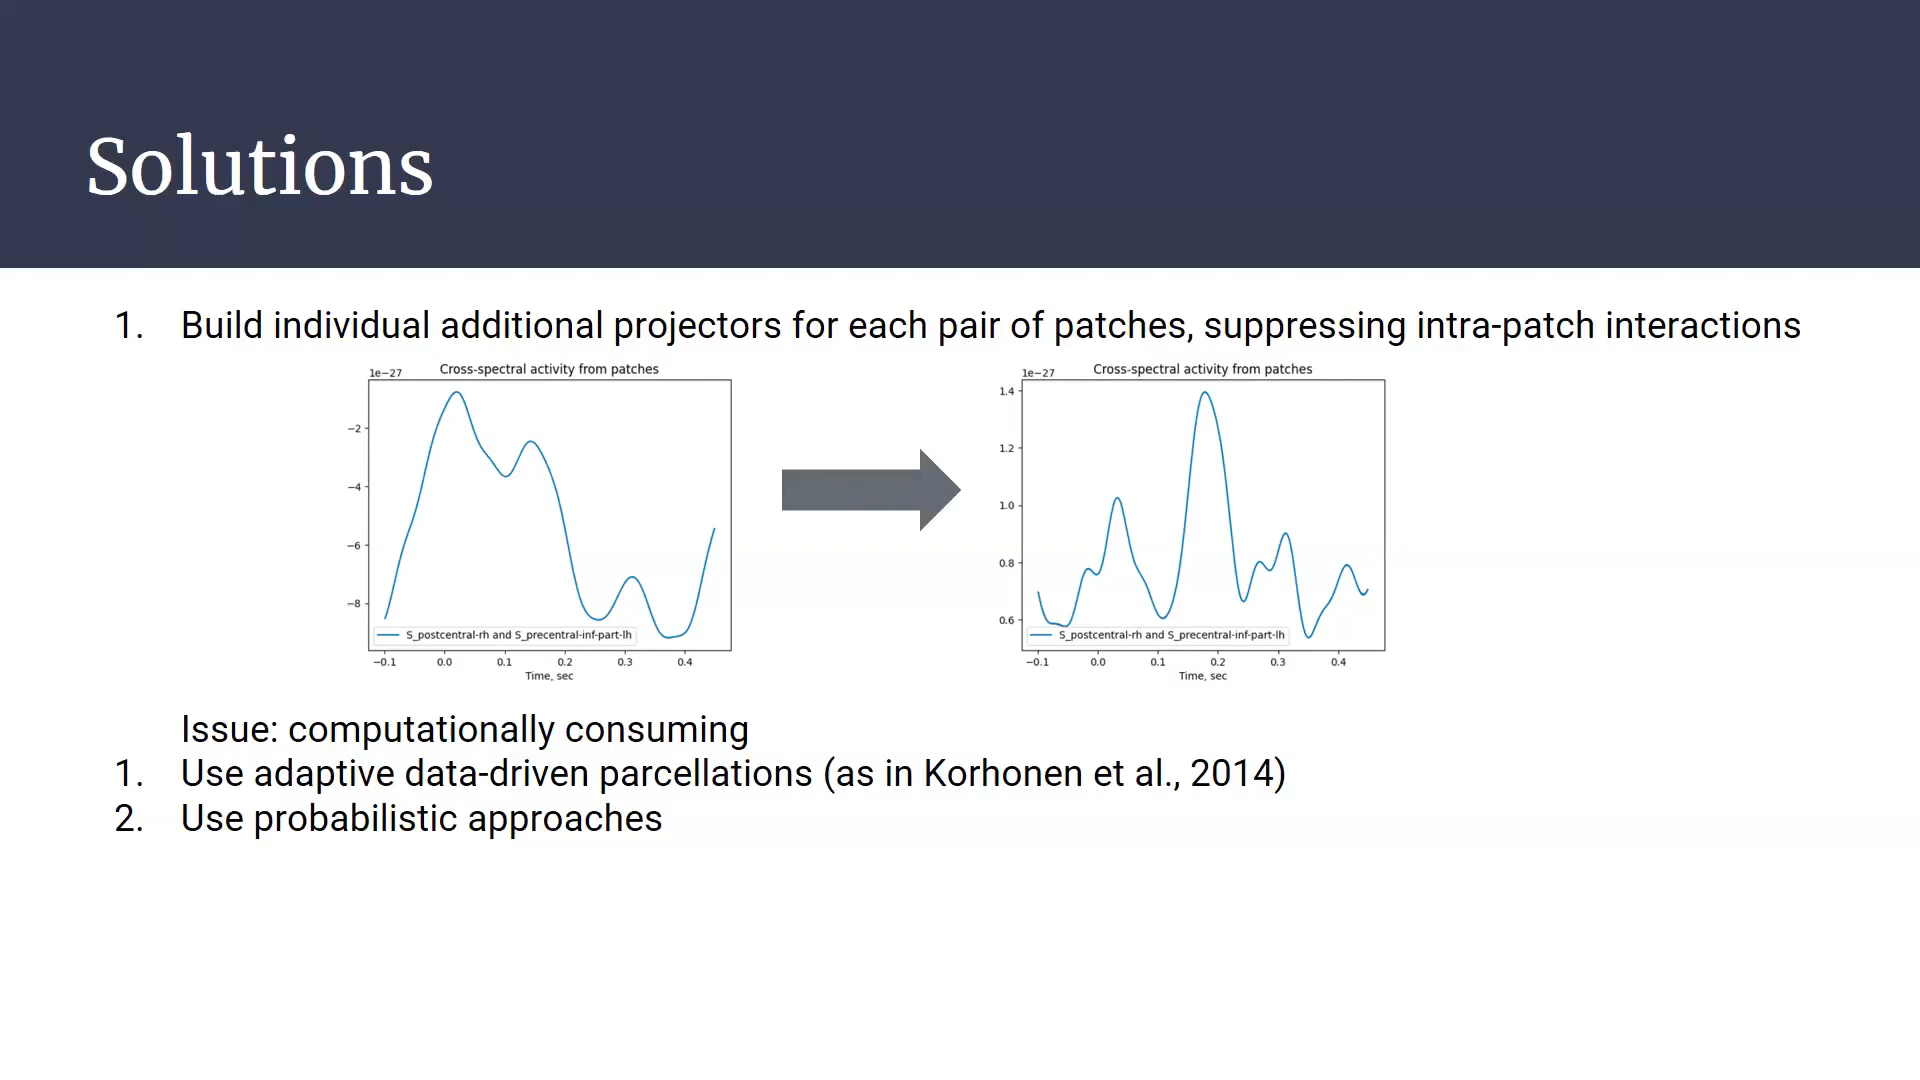 Solutions
1. Build individual additional projectors for each pair of patches, suppressing intra-patch interactions
1e−27
Cross-spectral activity from patches
−2
−4
−6
−8
S_postcentral-rh and S_precentral-inf-part-lh
−0.1 0.0 0.1 0.2 0.3 0.4
Time, sec
1e−27
Cross-spectral activity from patches
1.4
1.2
1.0
0.8
0.6
S_postcentral-rh and S_precentral-inf-part-lh
−0.1 0.0 0.1 0.2 0.3 0.4
Time, sec
Issue: computationally consuming
1. Use adaptive data-driven parcellations (as in Korhonen et al., 2014)
2. Use probabilistic approaches